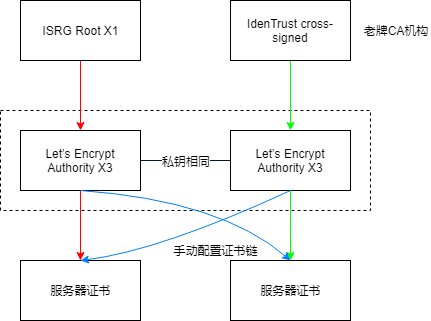 ISRG Root X1
IdenTrust cross-
signed
老牌CA机构
Let's Encrypt
Authority X3
私钥相同
Let's Encrypt
Authority X3
手动配置证书链
服务器证书
服务器证书